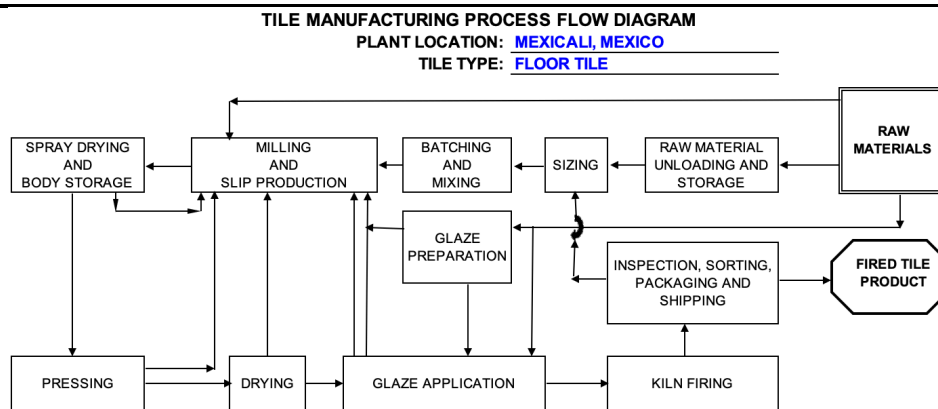 TILE MANUFACTURING PROCESS FLOW DIAGRAM
PLANT LOCATION: MEXICALI, MEXICO
TILE TYPE: FLOOR TILE
RAW
MATERIALS
SPRAY DRYING
AND
BODY STORAGE
MILLING
AND
SLIP PRODUCTION
BATCHING
AND
MIXING
SIZING
RAW MATERIAL
UNLOADING AND
STORAGE
GLAZE
PREPARATION
INSPECTION, SORTING,
PACKAGING AND
SHIPPING
FIRED TILE
PRODUCT
PRESSING
DRYING
GLAZE APPLICATION
KILN FIRING